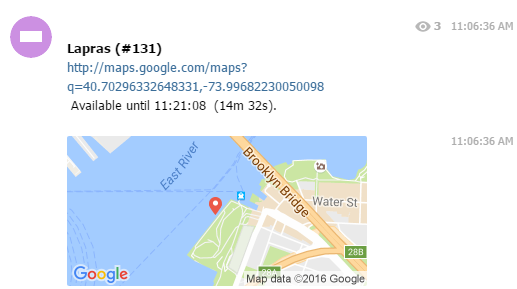 3 11:06:36 AM
Lapras (#131)
http://maps.google.com/maps?
q=40.70296332648331,-73.99682230050098
Available until 11:21:08 (14m 32s).
11:06:36 AM
East River
Brooklyn Bridge
Water St
28B
Google
Map data ©2016 Google